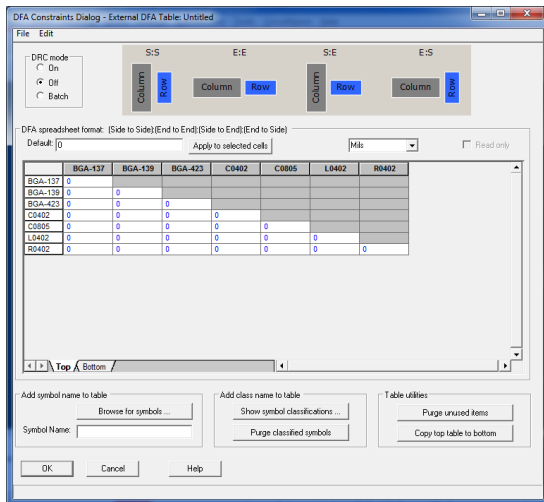 DFA Constraints Dialog - External DFA Table: Untitled
File Edit
DRC mode
On
Off
Batch
S:S E:E S:E E:S
Column Row Column Row Column Row Column Row
DFA spreadsheet format: (Side to Side):(End to End):(Side to End):(End to Side)
Default: 0 Apply to selected cells Mils Read only
BGA-137 BGA-139 BGA-423 C0402 C0805 L0402 R0402
BGA-137 0
BGA-139 0 0
BGA-423 0 0 0
C0402 0 0 0 0
C0805 0 0 0 0 0
L0402 0 0 0 0 0 0
R0402 0 0 0 0 0 0 0
Top Bottom
Add symbol name to table
Browse for symbols ...
Symbol Name:
Add class name to table
Show symbol classifications ...
Purge classified symbols
Table utilities
Purge unused items
Copy top table to bottom
OK Cancel Help